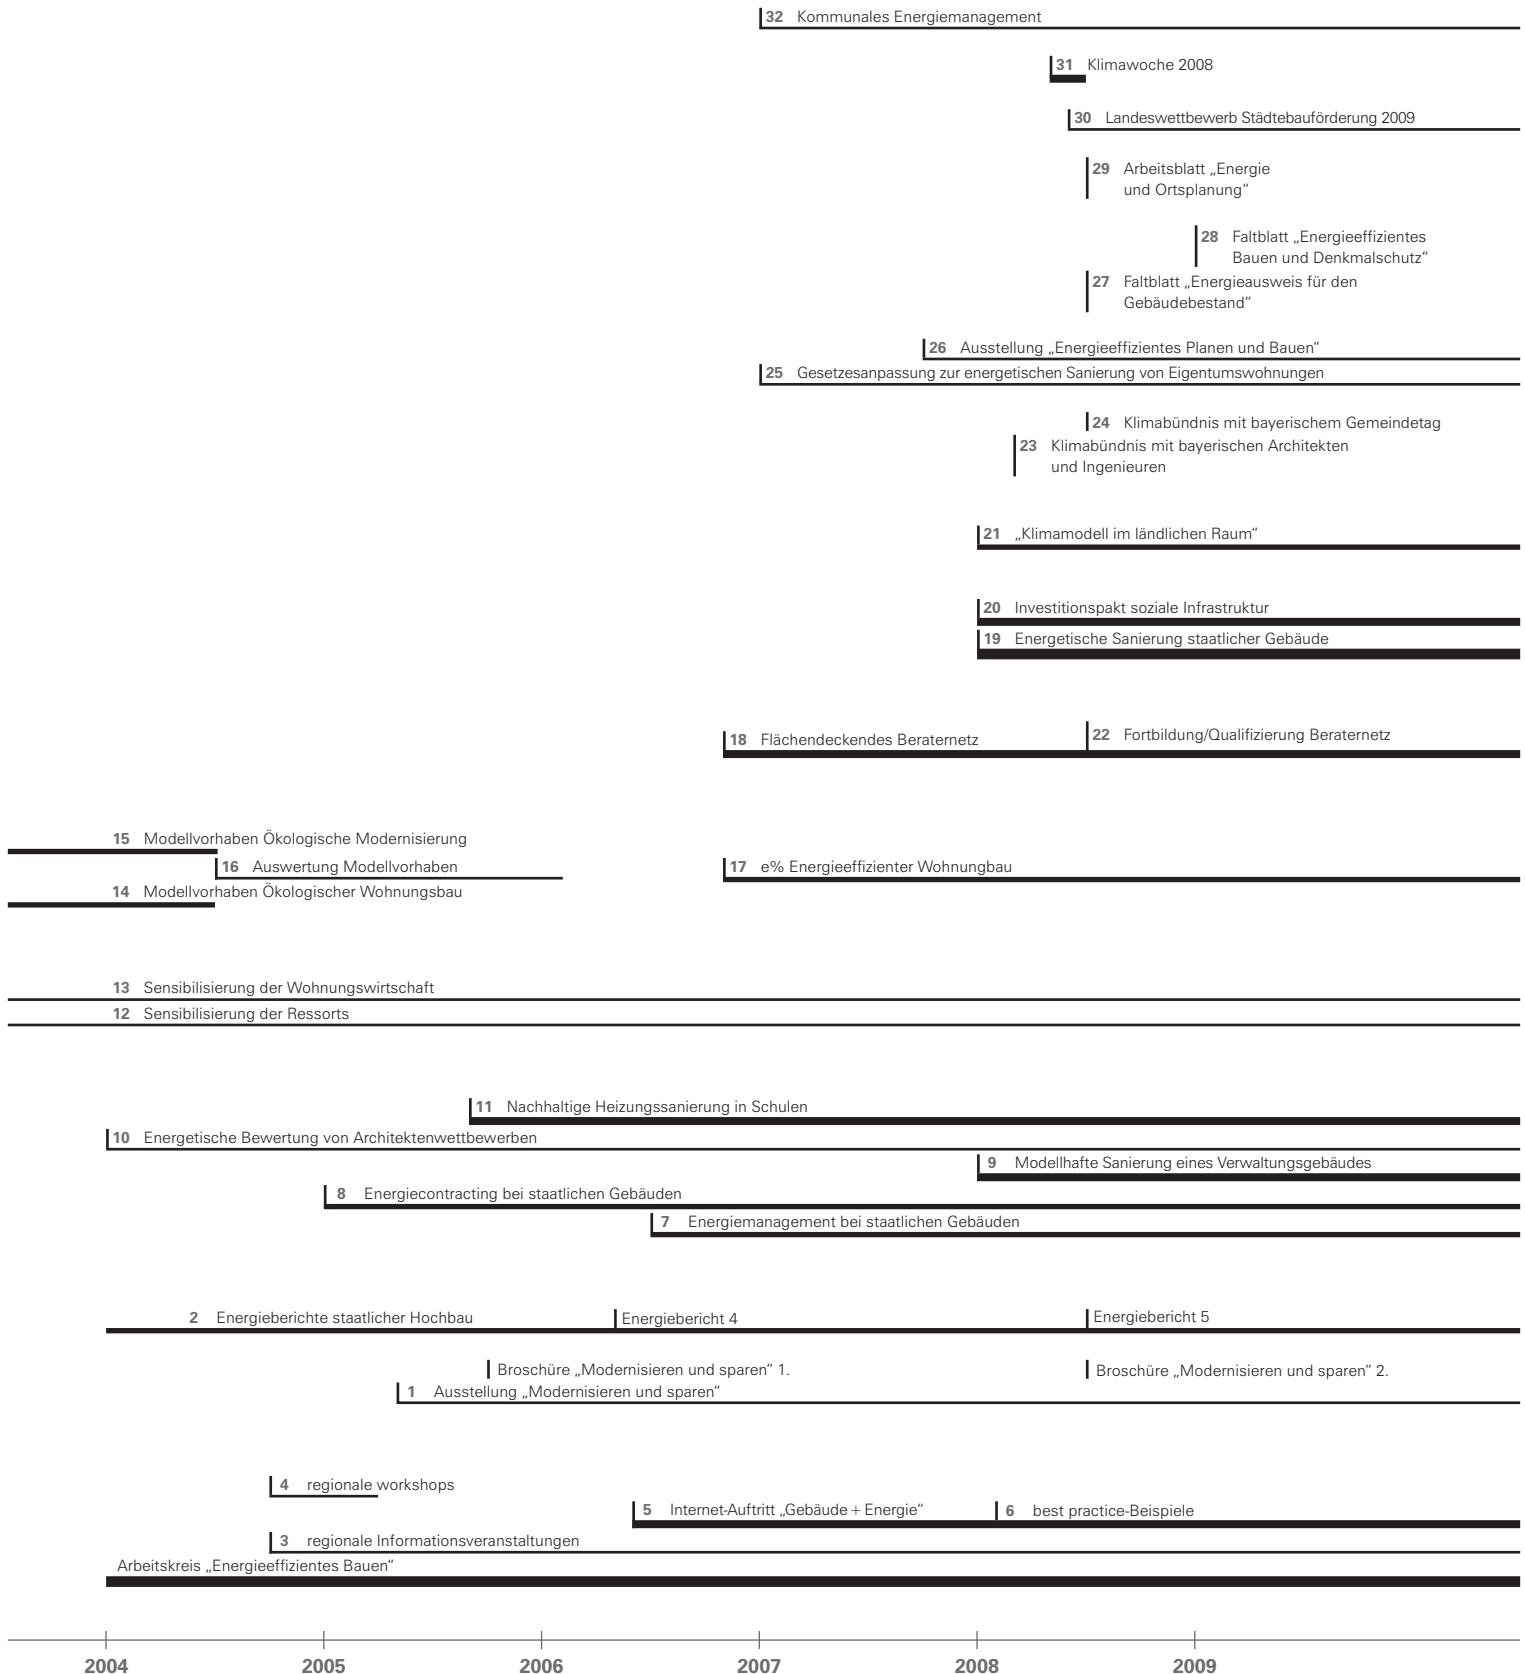 32 Kommunales Energiemanagement
31 Klimawoche 2008
30 Landeswettbewerb Städtebauförderung 2009
29 Arbeitsblatt „Energie
und Ortsplanung“
28 Faltblatt „Energieeffizientes
Bauen und Denkmalschutz“
27 Faltblatt „Energieausweis für den
Gebäudebestand“
26 Ausstellung „Energieeffizientes Planen und Bauen“
25 Gesetzesanpassung zur energetischen Sanierung von Eigentumswohnungen
24 Klimabündnis mit bayerischem Gemeindetag
23 Klimabündnis mit bayerischen Architekten
und Ingenieuren
21 „Klimamodell im ländlichen Raum“
20 Investitionspakt soziale Infrastruktur
19 Energetische Sanierung staatlicher Gebäude
18 Flächendeckendes Beraternetz
22 Fortbildung/Qualifizierung Beraternetz
15 Modellvorhaben Ökologische Modernisierung
16 Auswertung Modellvorhaben
17 e% Energieeffizienter Wohnungbau
14 Modellvorhaben Ökologischer Wohnungsbau
13 Sensibilisierung der Wohnungswirtschaft
12 Sensibilisierung der Ressorts
11 Nachhaltige Heizungssanierung in Schulen
10 Energetische Bewertung von Architektenwettbewerben
9 Modellhafte Sanierung eines Verwaltungsgebäudes
8 Energiecontracting bei staatlichen Gebäuden
7 Energiemanagement bei staatlichen Gebäuden
2 Energieberichte staatlicher Hochbau
Energiebericht 4
Energiebericht 5
Broschüre „Modernisieren und sparen“ 1.
Broschüre „Modernisieren und sparen“ 2.
1 Ausstellung „Modernisieren und sparen“
4 regionale workshops
5 Internet-Auftritt „Gebäude + Energie“
6 best practice-Beispiele
3 regionale Informationsveranstaltungen
Arbeitskreis „Energieeffizientes Bauen“
2004 2005 2006 2007 2008 2009